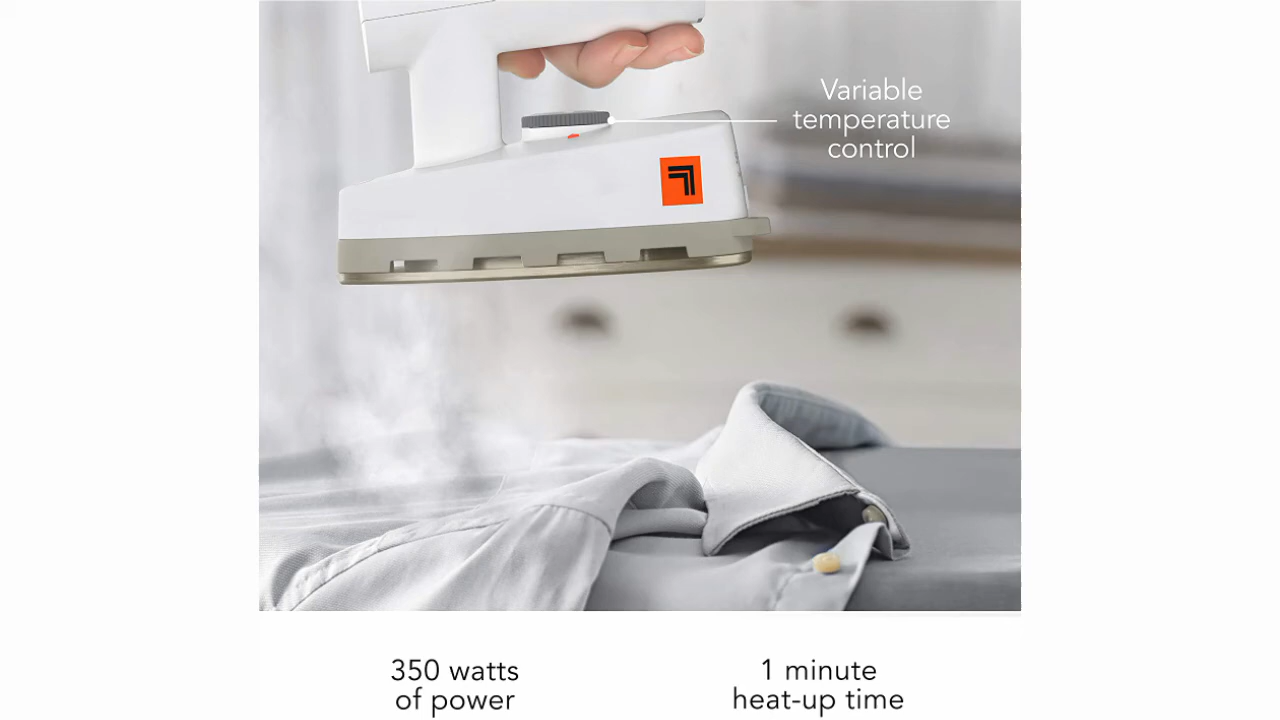 Variable
temperature
control
350 watts
of power
1 minute
heat-up time